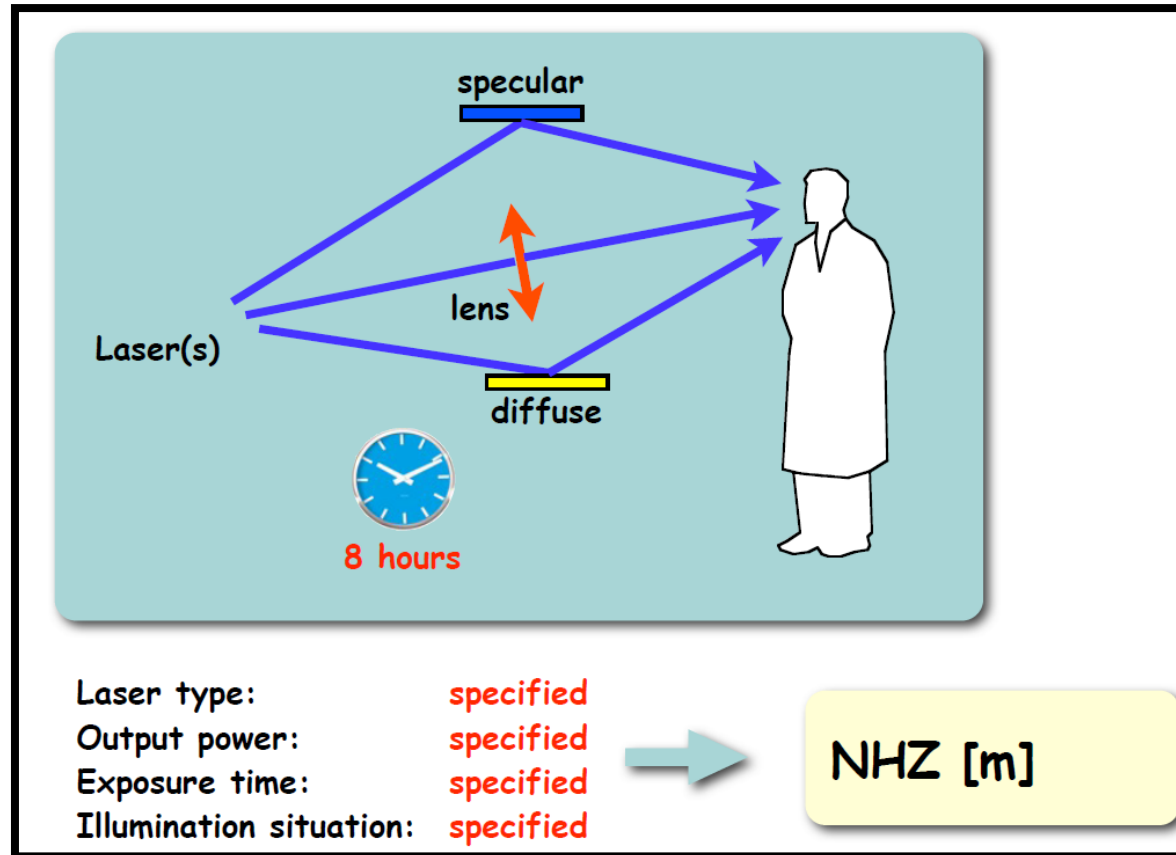 specular
lens
Laser(s)
diffuse
8 hours
Laser type: specified
Output power: specified
Exposure time: specified
Illumination situation: specified
NHZ [m]